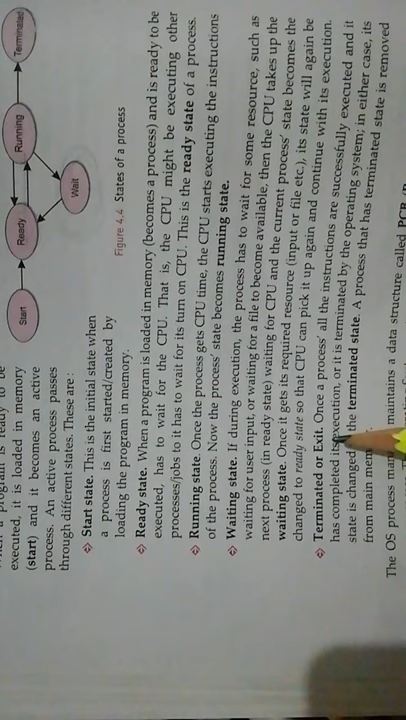 program is ready to be
executed, it is loaded in memory
(start) and it becomes an active
process. An active process passes
through different states. These are :
Start
Ready
Running
Terminated
Wait
Figure 4.4 States of a process
Start state. This is the initial state when
a process is first started/created by
loading the program in memory.
Ready state. When a program is loaded in memory (becomes a process) and is ready to be
executed, has to wait for the CPU. That is, the CPU might be executing other
processes/jobs to it has to wait for its turn on CPU. This is the ready state of a process.
Running state. Once the process gets CPU time, the CPU starts executing the instructions
of the process. Now the process' state becomes running state.
Waiting state. If during execution, the process has to wait for some resource, such as
waiting for user input, or waiting for a file to become available, then the CPU takes up the
next process (in ready state) waiting for CPU and the current process' state becomes the
waiting state. Once it gets its required resource (input or file etc.), its state will again be
changed to ready state so that CPU can pick it up again and continue with its execution.
Terminated or Exit. Once a process' all the instructions are successfully executed and it
has completed its execution, or it is terminated by the operating system; in either case, its
state is changed the terminated state. A process that has terminated state is removed
from main
The OS process maintains a data structure called PCB